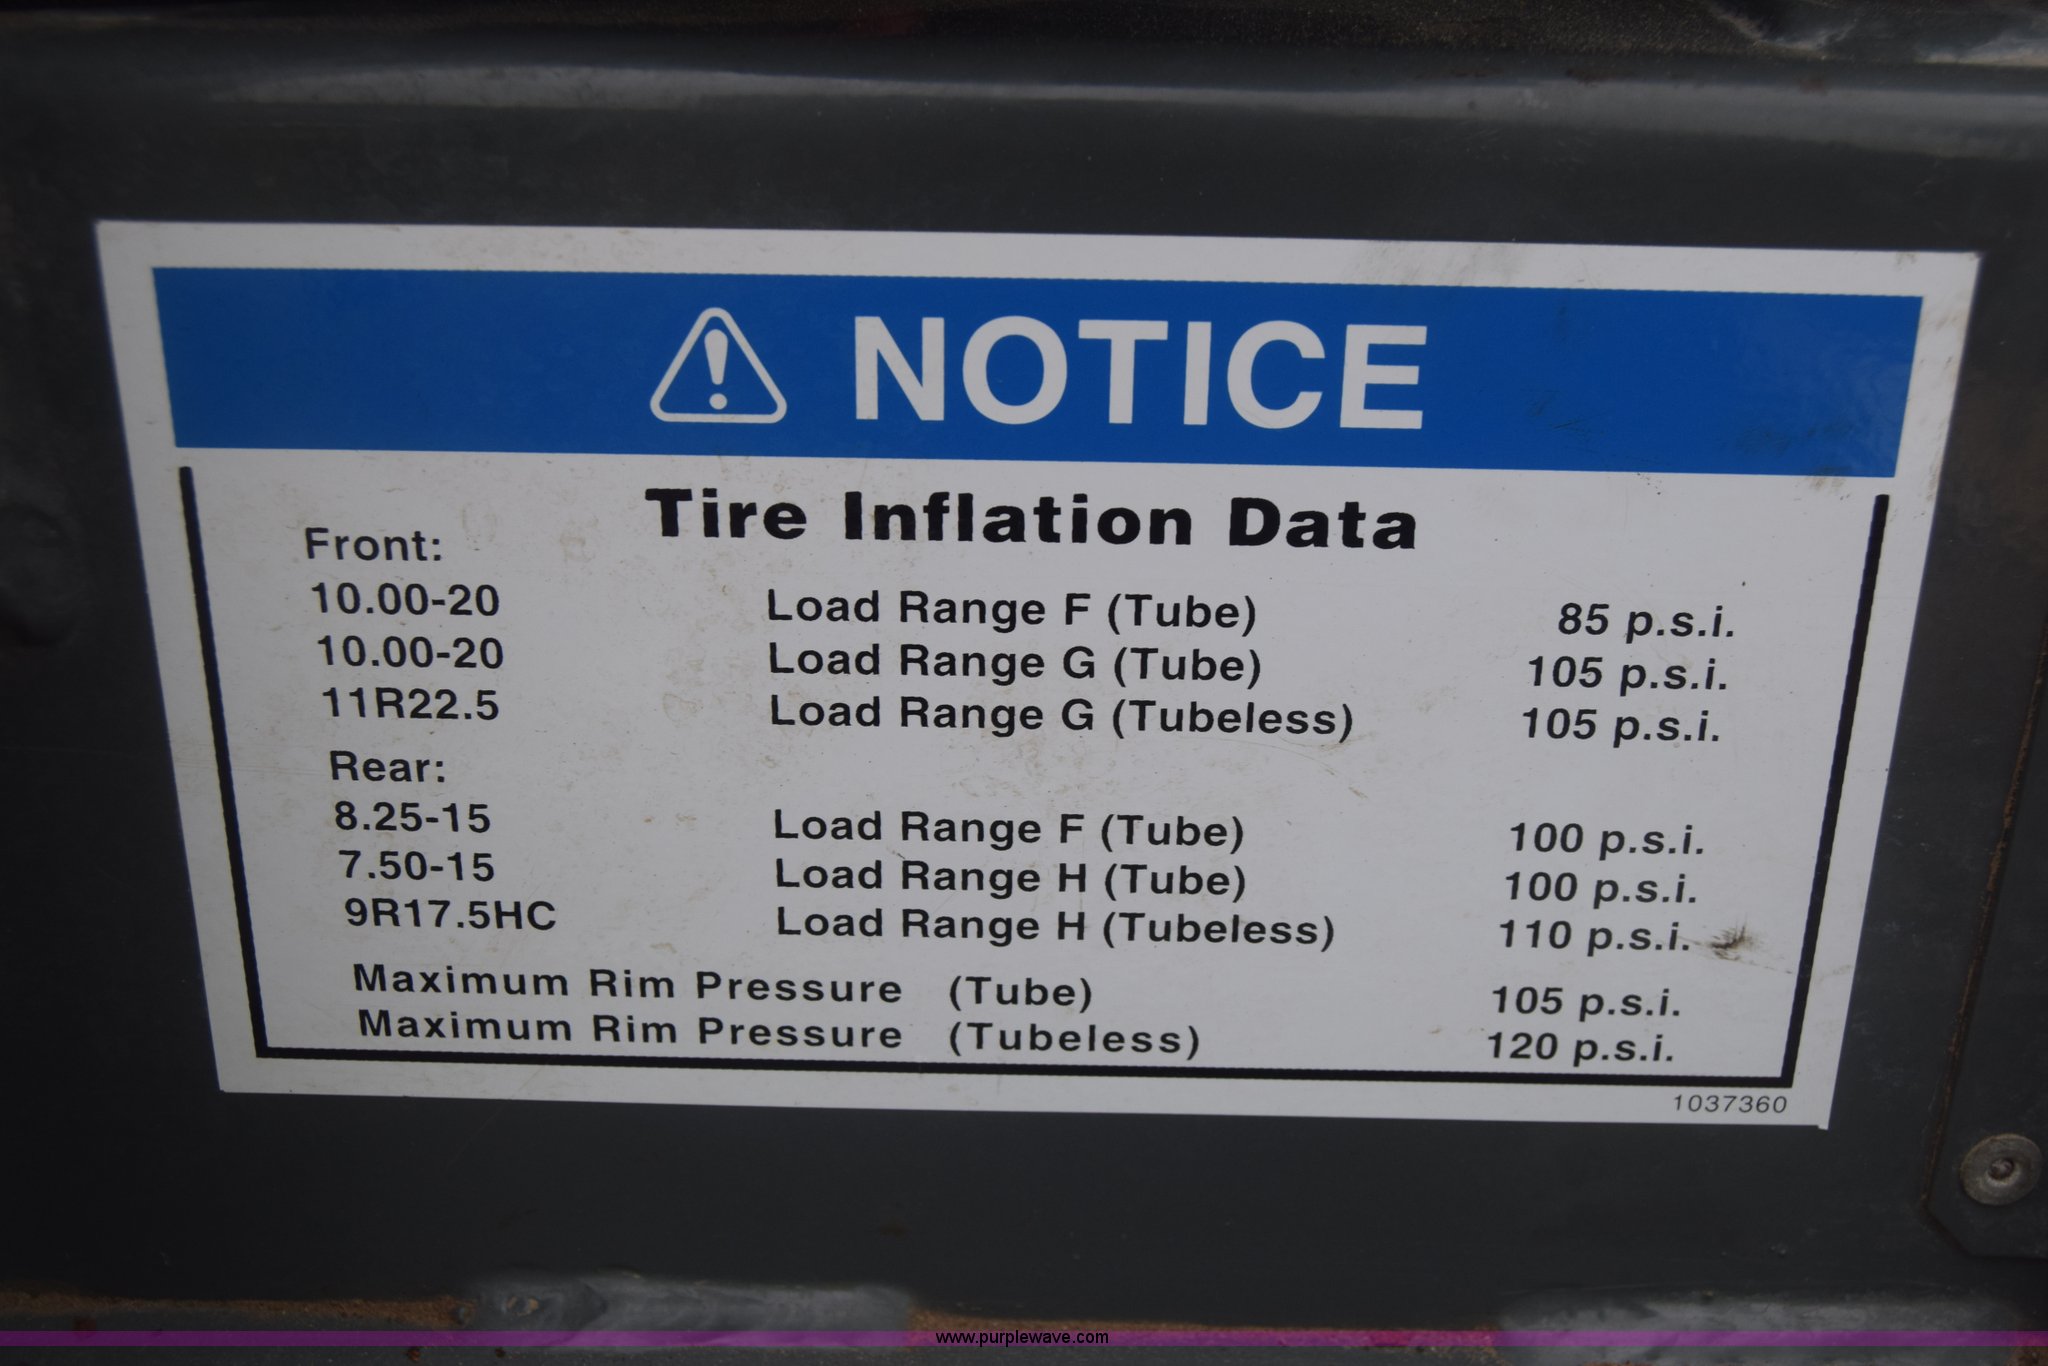 NOTICE
Tire Inflation Data
Front:
10.00-20 Load Range F (Tube) 85 p.s.i.
10.00-20 Load Range G (Tube) 105 p.s.i.
11R22.5 Load Range G (Tubeless) 105 p.s.i.
Rear:
8.25-15 Load Range F (Tube) 100 p.s.i.
7.50-15 Load Range H (Tube) 100 p.s.i.
9R17.5HC Load Range H (Tubeless) 110 p.s.i.
Maximum Rim Pressure (Tube) 105 p.s.i.
Maximum Rim Pressure (Tubeless) 120 p.s.i.
1037360
www.purplewave.com